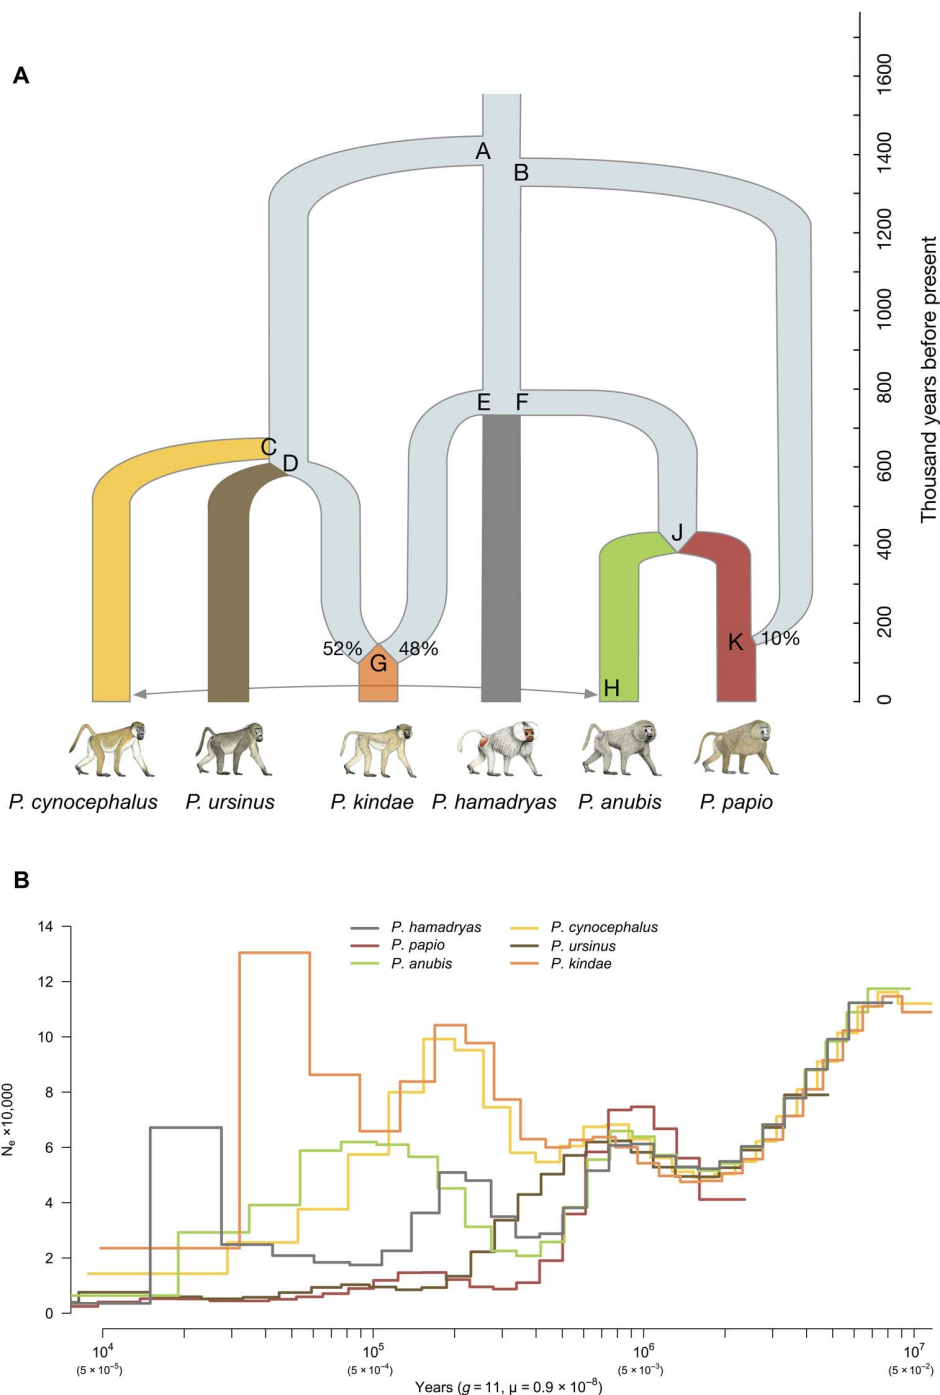 A
A
B
C
D
E
F
G
H
J
K
52%
48%
10%
1600
1400
1200
1000
800
600
400
200
0
Thousand years before present
P. cynocephalus P. ursinus P. kindae P. hamadryas P. anubis P. papio
B
14
12
10
8
6
4
2
0
Nₑ ×10,000
P. hamadryas P. cynocephalus
P. papio P. ursinus
P. anubis P. kindae
10⁴ 10⁵ 10⁶ 10⁷
(5 × 10⁻⁵) (5 × 10⁻⁴) (5 × 10⁻³) (5 × 10⁻²)
Years (g = 11, μ = 0.9 × 10⁻⁸)